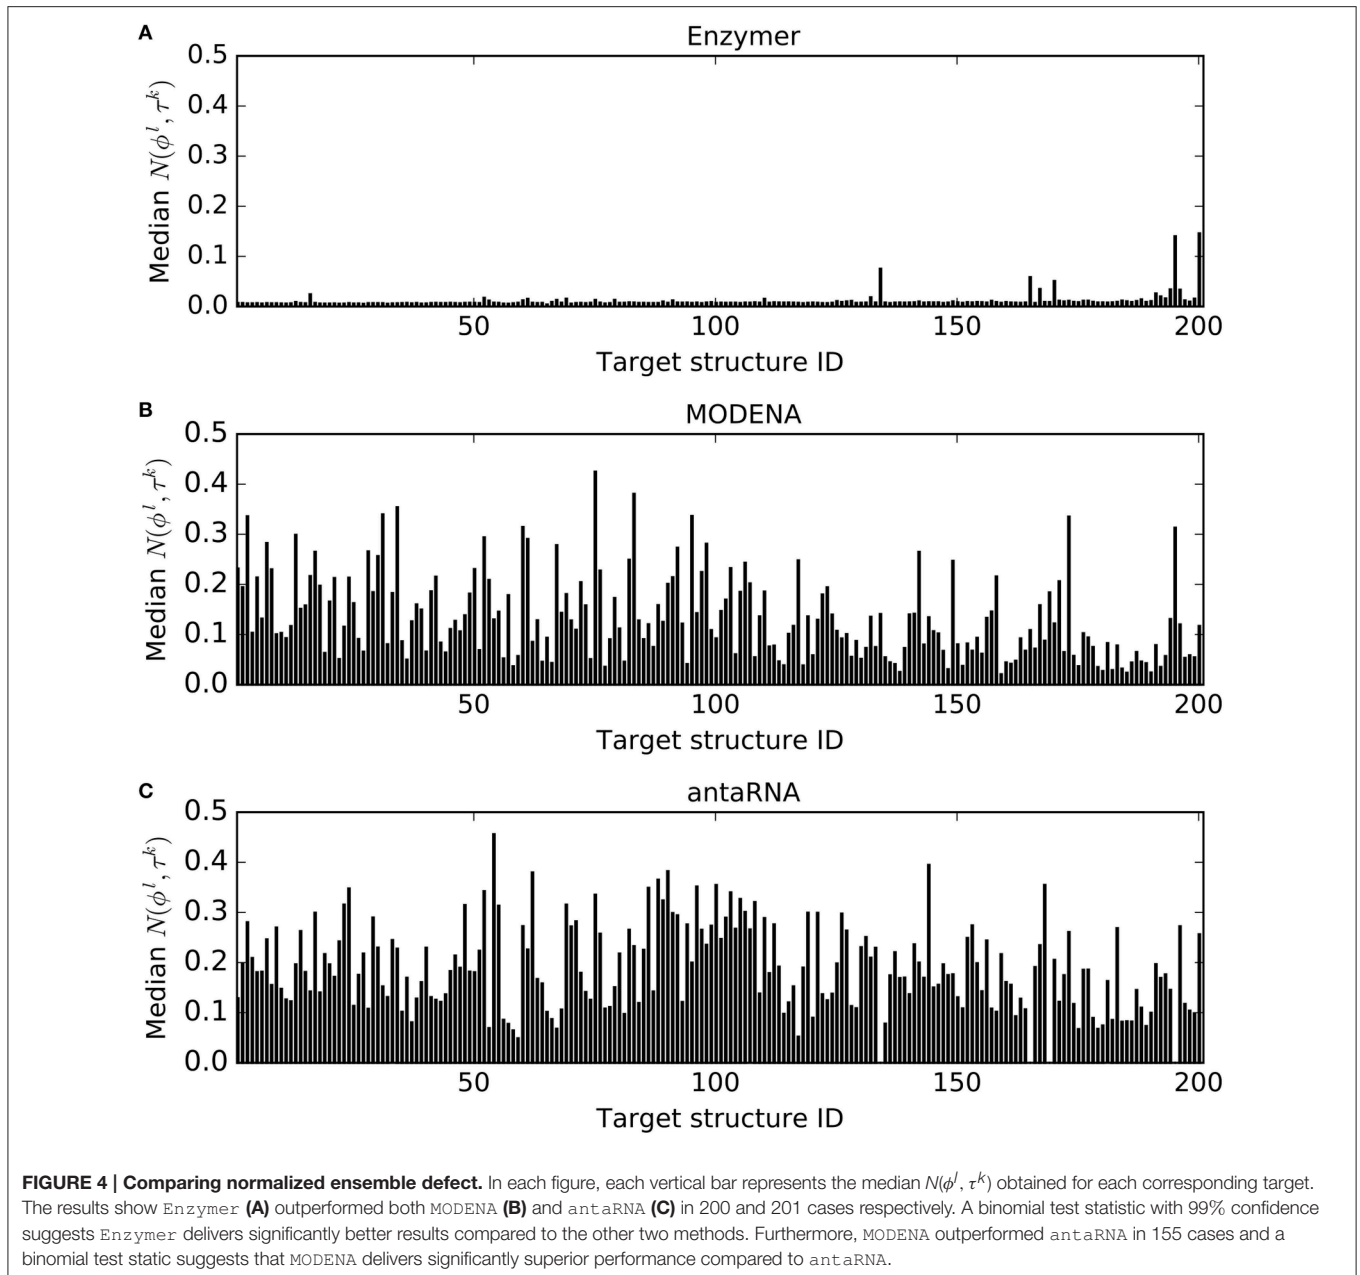 A
Enzymer
0.5
0.4
0.3
0.2
0.1
0.0
Median N(ϕ^l, τ^k)
50 100 150 200
Target structure ID
B
MODENA
0.5
0.4
0.3
0.2
0.1
0.0
Median N(ϕ^l, τ^k)
50 100 150 200
Target structure ID
C
antaRNA
0.5
0.4
0.3
0.2
0.1
0.0
Median N(ϕ^l, τ^k)
50 100 150 200
Target structure ID
FIGURE 4 | Comparing normalized ensemble defect. In each figure, each vertical bar represents the median N(ϕ^l, τ^k) obtained for each corresponding target.
The results show Enzymer (A) outperformed both MODENA (B) and antaRNA (C) in 200 and 201 cases respectively. A binomial test statistic with 99% confidence
suggests Enzymer delivers significantly better results compared to the other two methods. Furthermore, MODENA outperformed antaRNA in 155 cases and a
binomial test static suggests that MODENA delivers significantly superior performance compared to antaRNA.